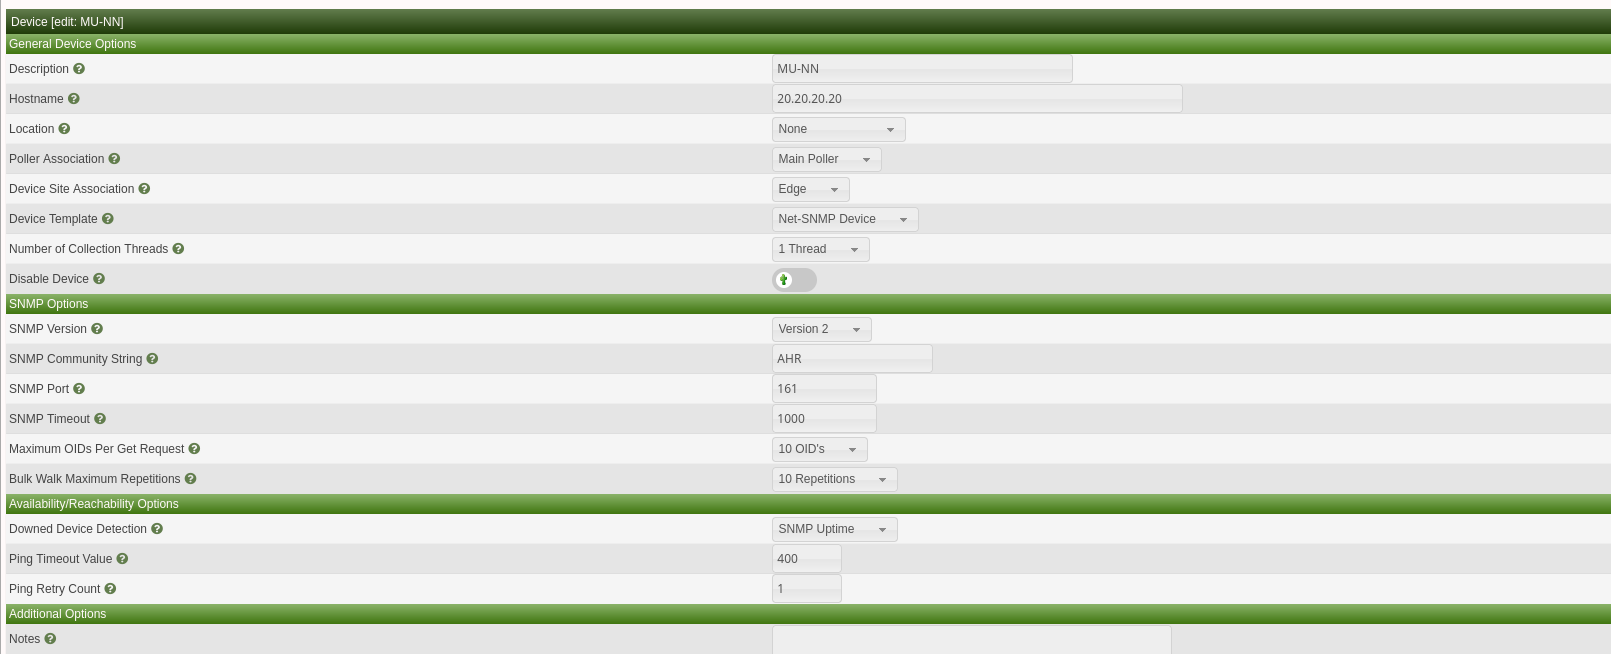 Device [edit: MU-NN]
General Device Options
Description MU-NN
Hostname 20.20.20.20
Location None
Poller Association Main Poller
Device Site Association Edge
Device Template Net-SNMP Device
Number of Collection Threads 1 Thread
Disable Device
SNMP Options
SNMP Version Version 2
SNMP Community String AHR
SNMP Port 161
SNMP Timeout 1000
Maximum OIDs Per Get Request 10 OID's
Bulk Walk Maximum Repetitions 10 Repetitions
Availability/Reachability Options
Downed Device Detection SNMP Uptime
Ping Timeout Value 400
Ping Retry Count 1
Additional Options
Notes